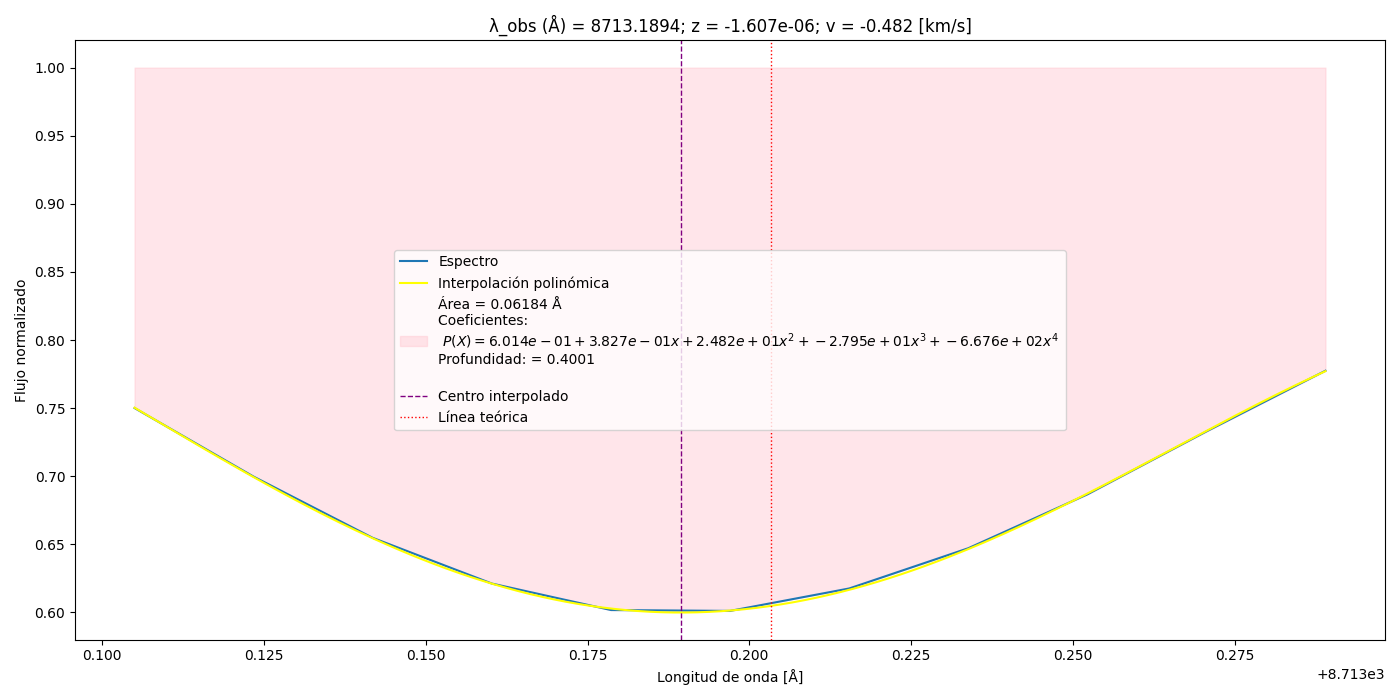 λ_obs (Å) = 8713.1894; z = -1.607e-06; v = -0.482 [km/s]
1.00
0.95
0.90
0.85
0.80
0.75
0.70
0.65
0.60
Flujo normalizado
Espectro
Interpolación polinómica
Área = 0.06184 Å
Coeficientes:
P(X) = 6.014e − 01 + 3.827e − 01x + 2.482e + 01x² + −2.795e + 01x³ + −6.676e + 02x⁴
Profundidad: = 0.4001
Centro interpolado
Línea teórica
0.100 0.125 0.150 0.175 0.200 0.225 0.250 0.275
+8.713e3
Longitud de onda [Å]